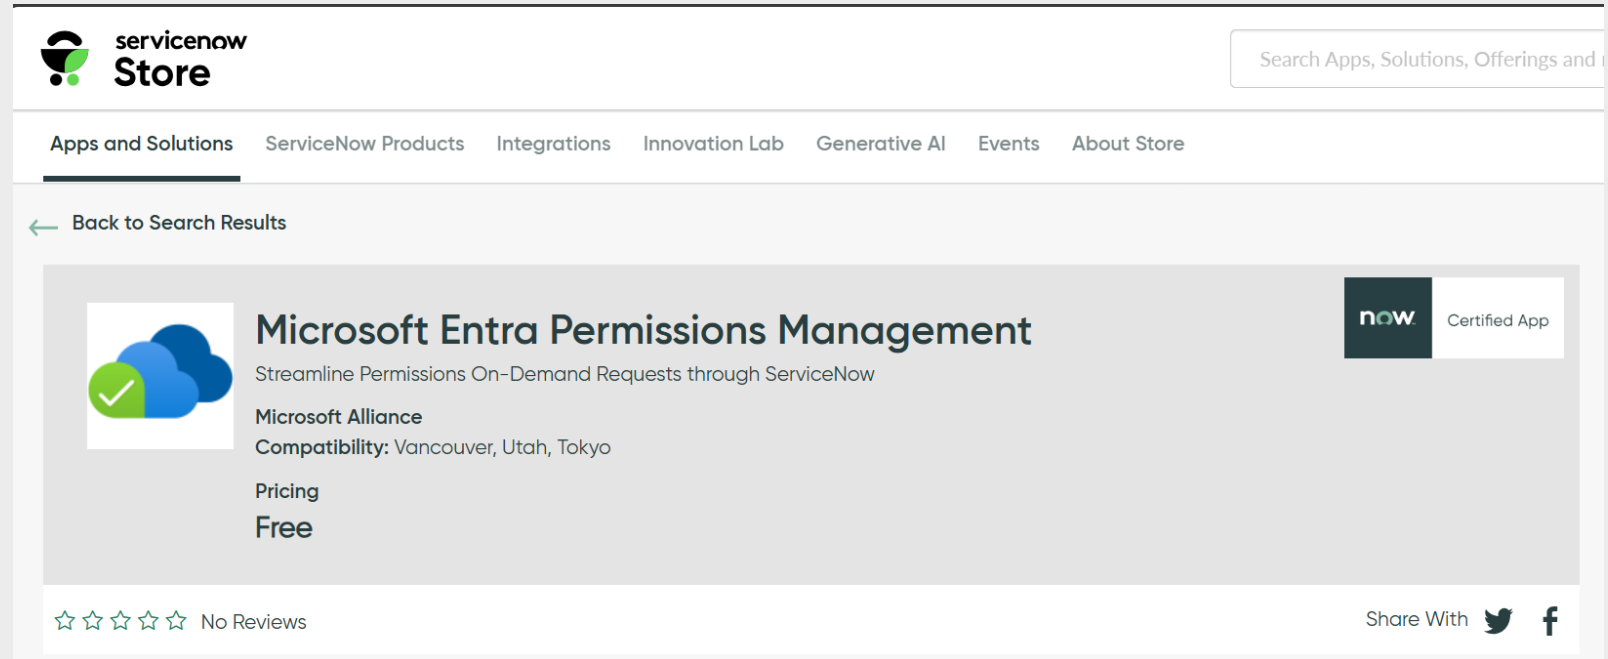 servicenow
Store
Search Apps, Solutions, Offerings and
Apps and Solutions ServiceNow Products Integrations Innovation Lab Generative AI Events About Store
Back to Search Results
Microsoft Entra Permissions Management
Streamline Permissions On-Demand Requests through ServiceNow
Microsoft Alliance
Compatibility: Vancouver, Utah, Tokyo
Pricing
Free
now. Certified App
No Reviews
Share With